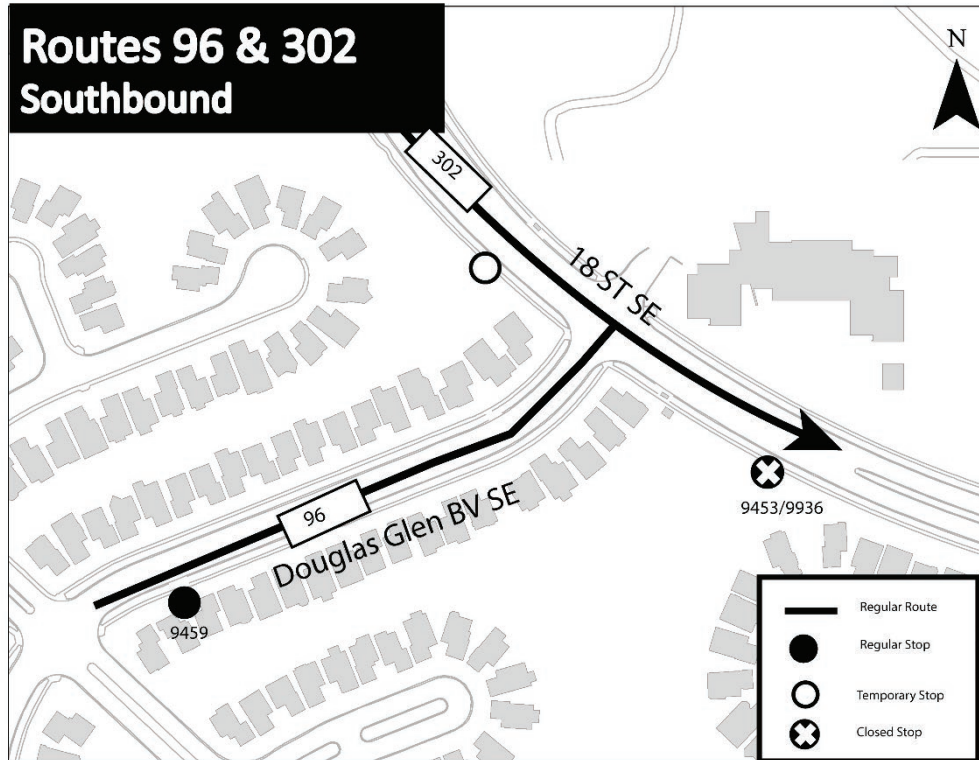 Routes 96 & 302
Southbound
N
302
18 ST SE
96
Douglas Glen BV SE
9459
9453/9936
Regular Route
Regular Stop
Temporary Stop
Closed Stop